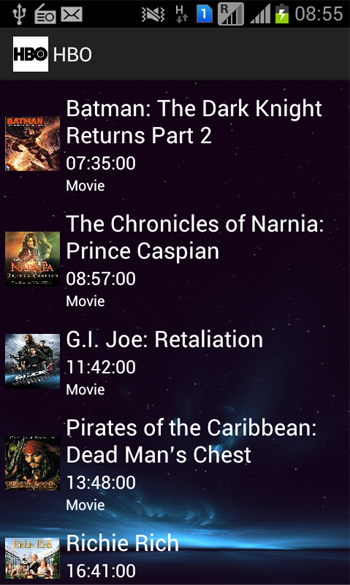 H
1
R
08:55
HBO HBO
Batman: The Dark Knight
Returns Part 2
07:35:00
Movie
The Chronicles of Narnia:
Prince Caspian
08:57:00
Movie
G.I. Joe: Retaliation
11:42:00
Movie
Pirates of the Caribbean:
Dead Man's Chest
13:48:00
Movie
Richie Rich
16:41:00
BATMAN
NARNIA
PRINCE CASPIAN